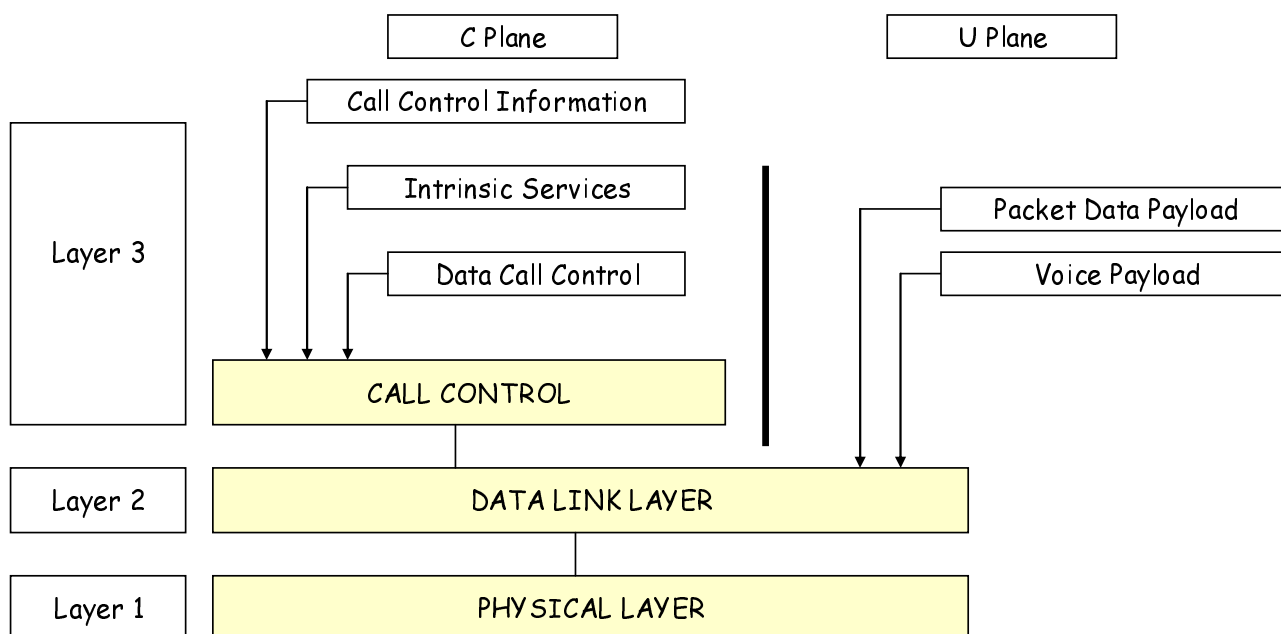 C Plane
U Plane
Call Control Information
Intrinsic Services
Packet Data Payload
Layer 3
Data Call Control
Voice Payload
CALL CONTROL
Layer 2
DATA LINK LAYER
Layer 1
PHYSICAL LAYER